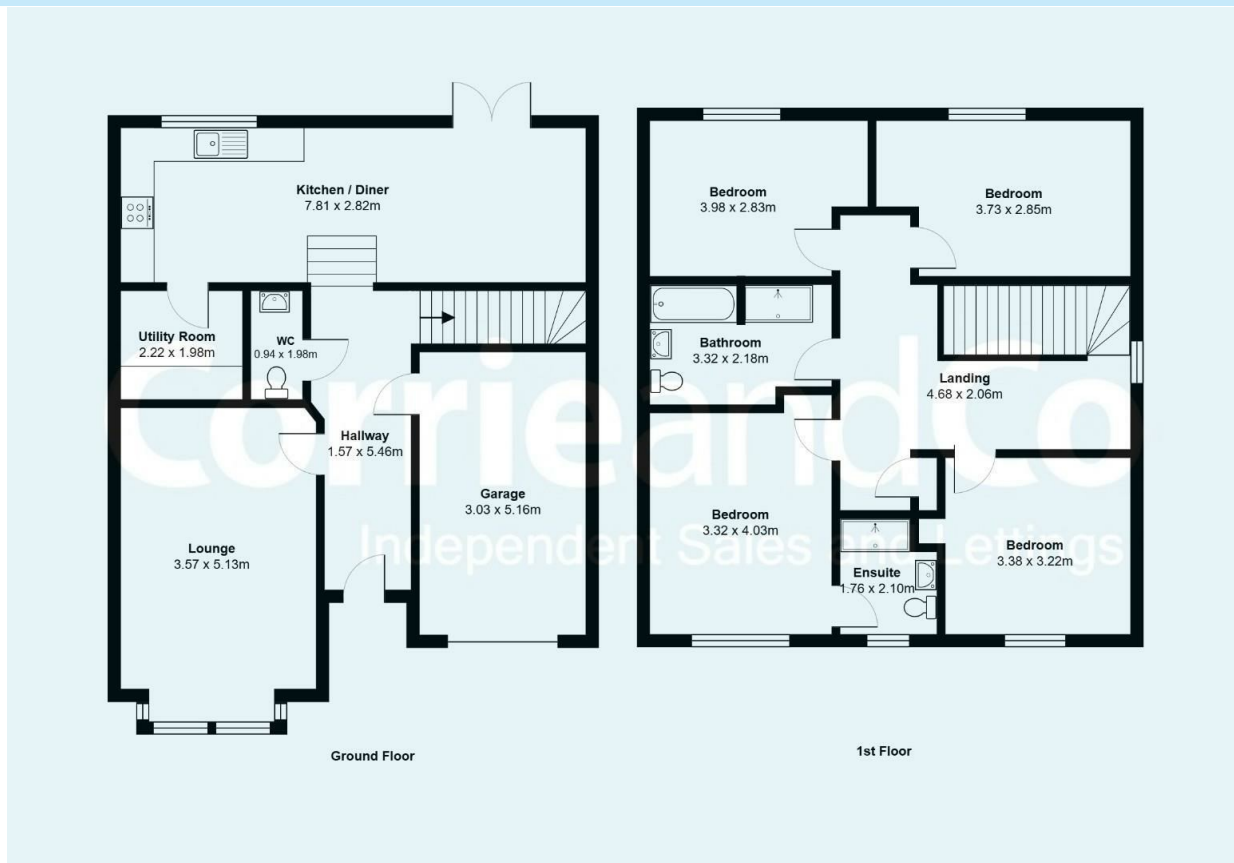 Kitchen / Diner
7.81 x 2.82m
Utility Room
2.22 x 1.98m
WC
0.94 x 1.98m
Hallway
1.57 x 5.46m
Garage
3.03 x 5.16m
Lounge
3.57 x 5.13m
Ground Floor
Bedroom
3.98 x 2.83m
Bedroom
3.73 x 2.85m
Bathroom
3.32 x 2.18m
Landing
4.68 x 2.06m
Bedroom
3.32 x 4.03m
Ensuite
1.76 x 2.10m
Bedroom
3.38 x 3.22m
1st Floor
CorrieandCo
Independent Sales and Lettings